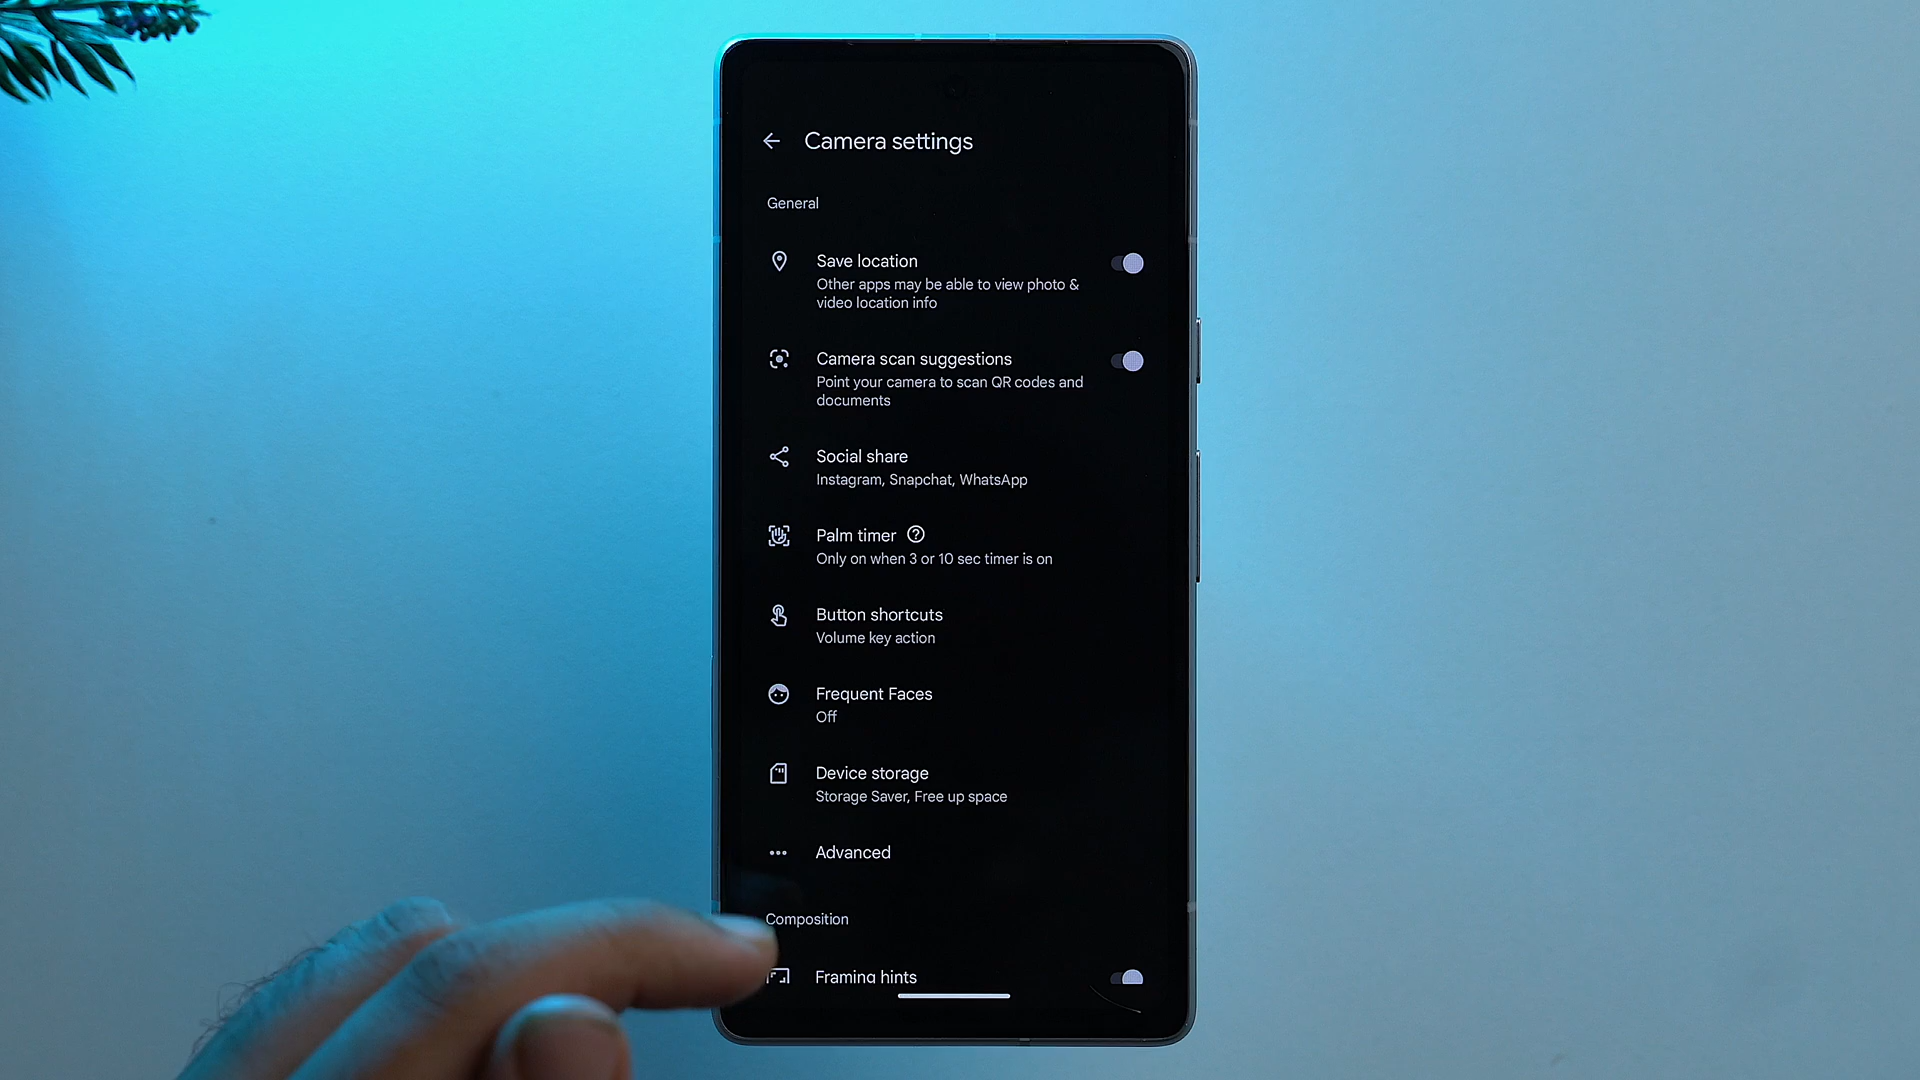 Camera settings
General
Save location
Other apps may be able to view photo &
video location info
Camera scan suggestions
Point your camera to scan QR codes and
documents
Social share
Instagram, Snapchat, WhatsApp
Palm timer
Only on when 3 or 10 sec timer is on
Button shortcuts
Volume key action
Frequent Faces
Off
Device storage
Storage Saver, Free up space
Advanced
Composition
Framing hints